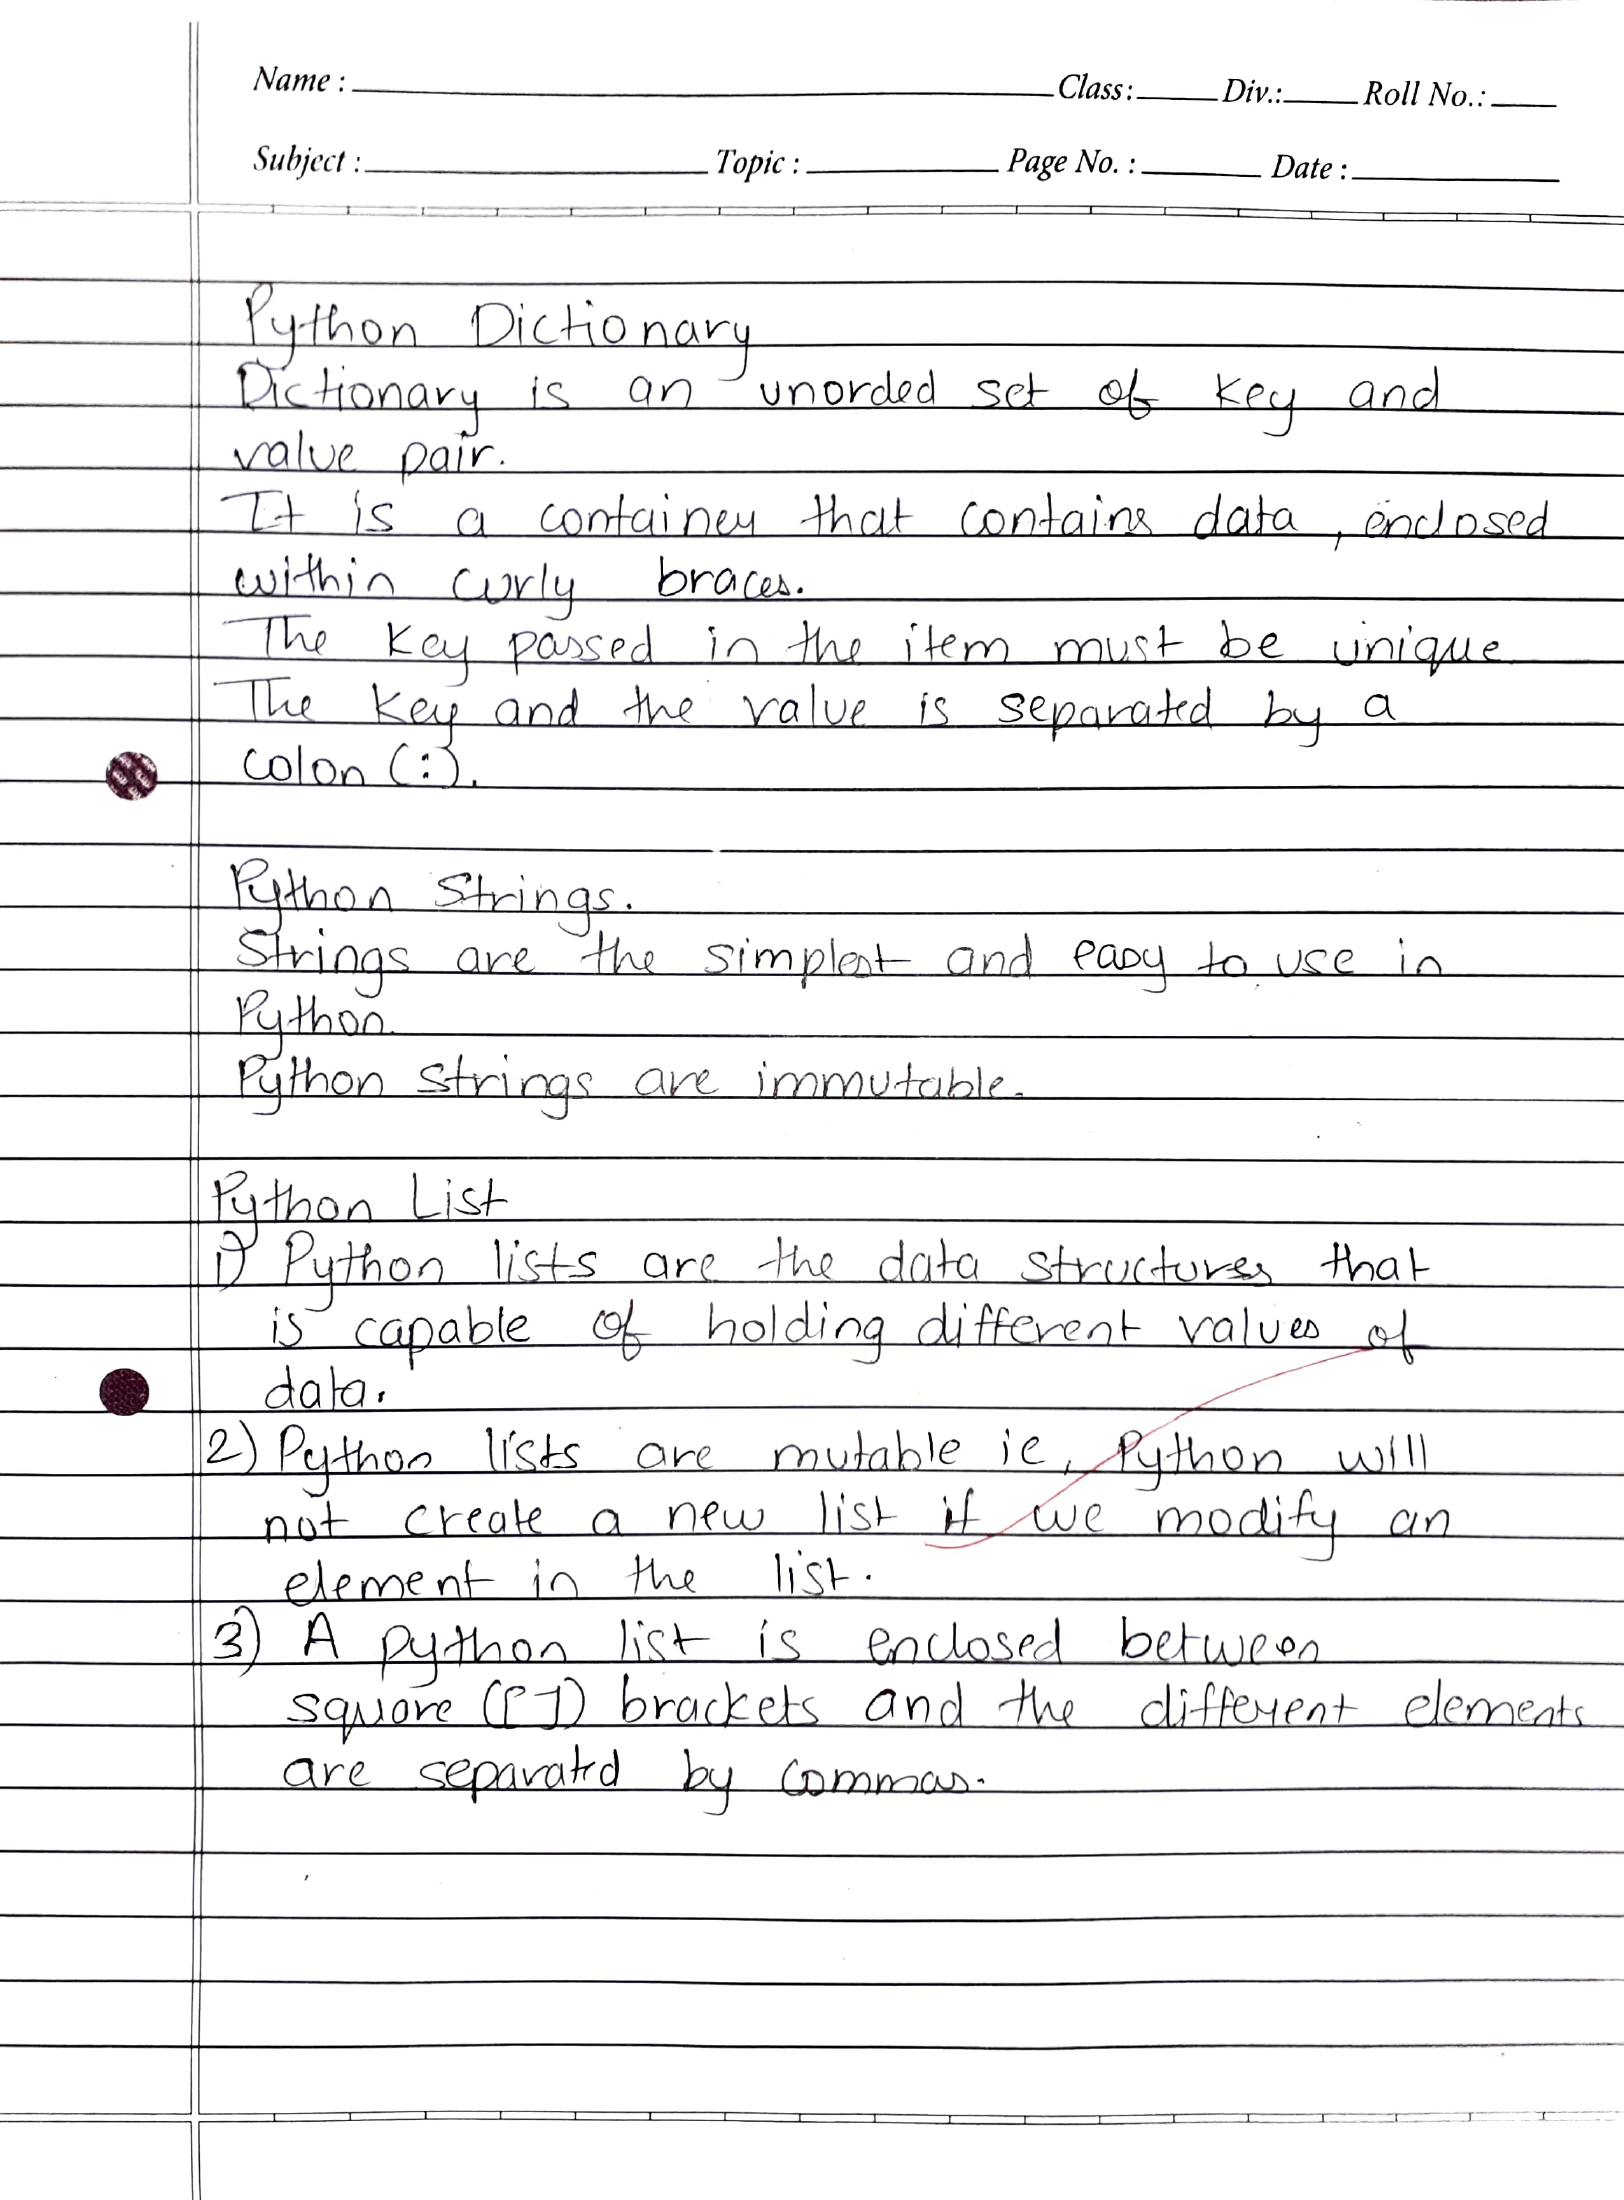 Name : Class: Div.: Roll No.:
Subject : Topic : Page No. : Date :
Python Dictionary
Dictionary is an unorded set of key and
value pair.
It is a container that contains data, enclosed
within curly braces.
The key passed in the item must be unique
The key and the value is separated by a
colon (:).
Python Strings.
Strings are the simplest and easy to use in
Python.
Python strings are immutable.
Python List
1) Python lists are the data structures that
is capable of holding different values of
data.
2) Python lists are mutable ie, Python will
not create a new list if we modify an
element in the list.
3) A python list is enclosed between
square ([ ]) brackets and the different elements
are separated by commas.